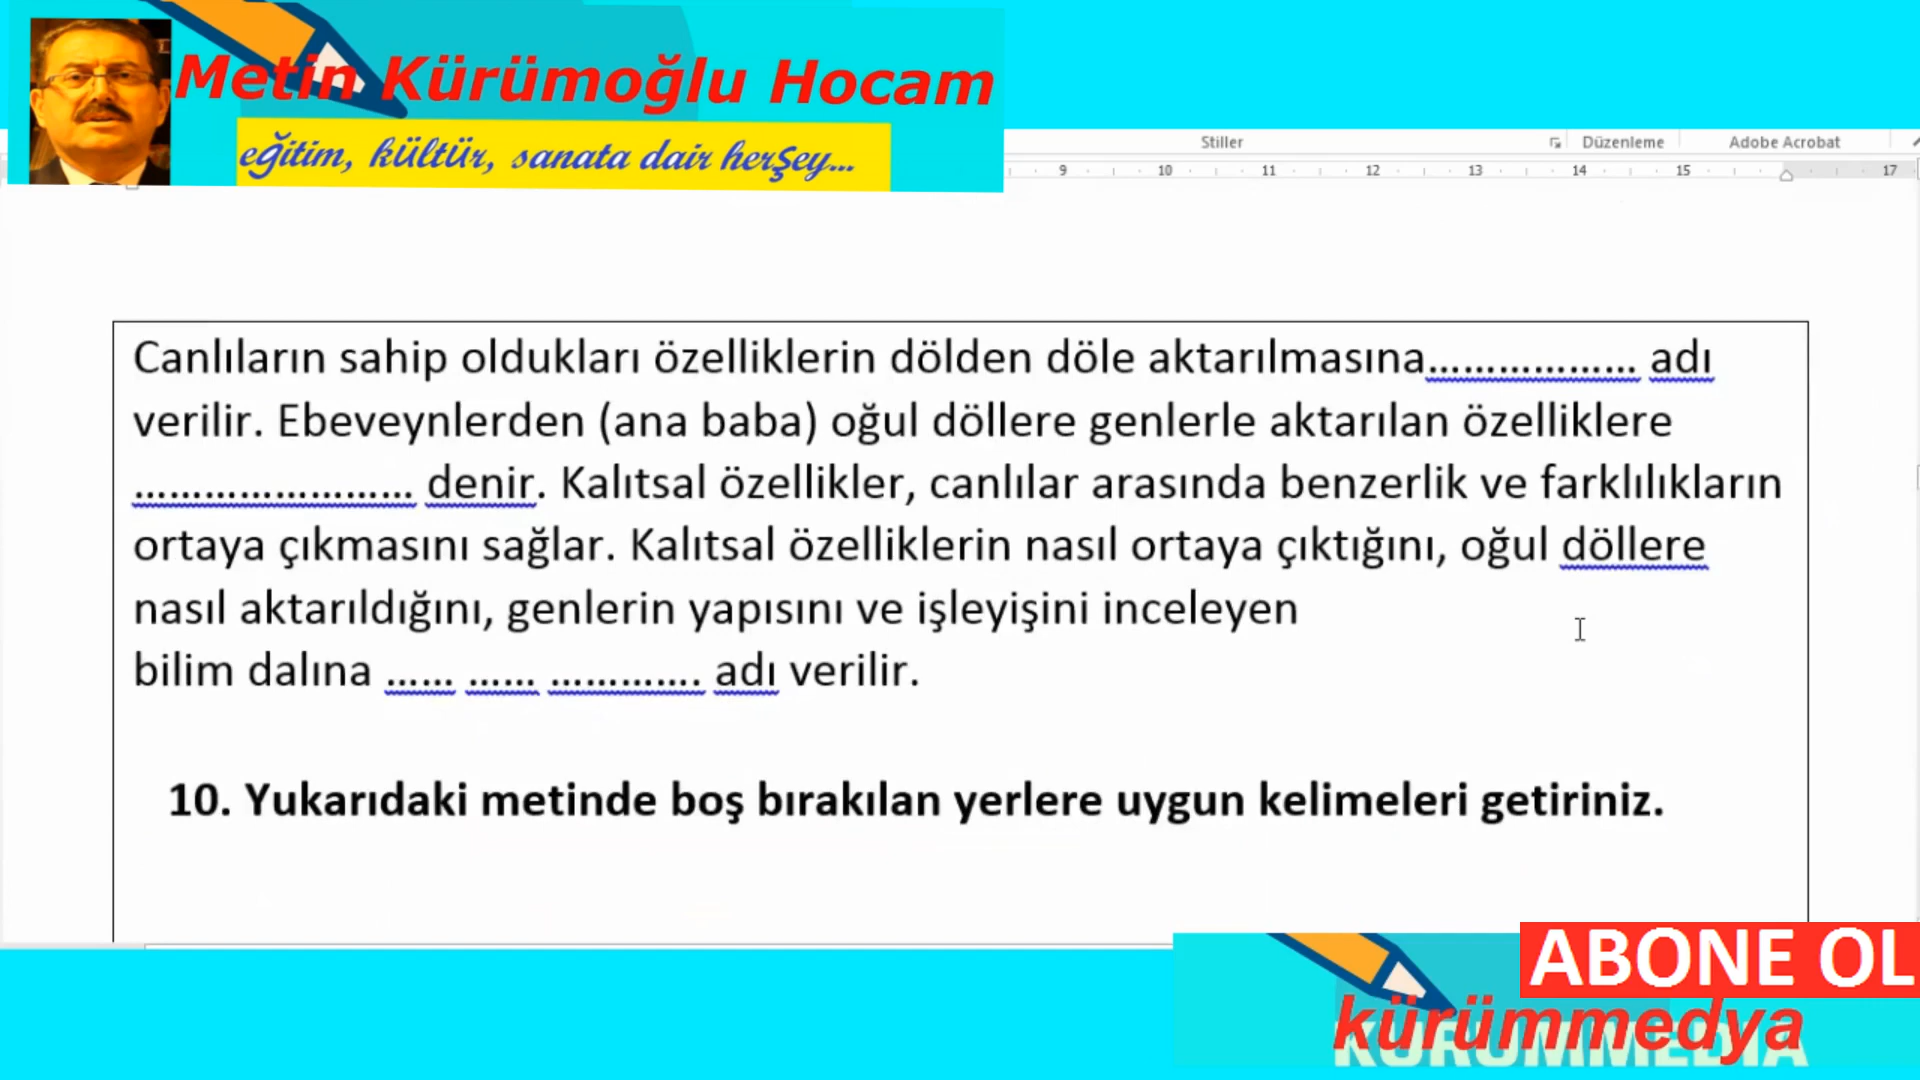 Metin Kürümoğlu Hocam
eğitim, kültür, sanata dair herşey...
Stiller Düzenleme Adobe Acrobat
9 10 11 12 13 14 15 17
Canlıların sahip oldukları özelliklerin dölden döle aktarılmasına……………… adı
verilir. Ebeveynlerden (ana baba) oğul döllere genlerle aktarılan özelliklere
…………………… denir. Kalıtsal özellikler, canlılar arasında benzerlik ve farklılıkların
ortaya çıkmasını sağlar. Kalıtsal özelliklerin nasıl ortaya çıktığını, oğul döllere
nasıl aktarıldığını, genlerin yapısını ve işleyişini inceleyen
bilim dalına …… …… …………. adı verilir.
10. Yukarıdaki metinde boş bırakılan yerlere uygun kelimeleri getiriniz.
ABONE OL
kürümmedya
KÜRÜMMEDIA